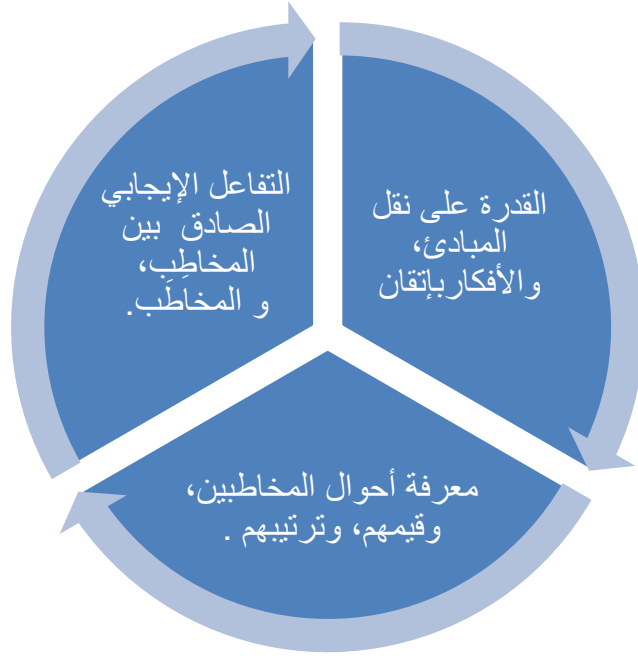 القدرة على نقل
المبادئ،
والأفكاربإتقان
معرفة أحوال المخاطبين،
وقيمهم، وترتيبهم .
التفاعل الإيجابي
الصادق بين
المخاطِب،
و المخاطَب.